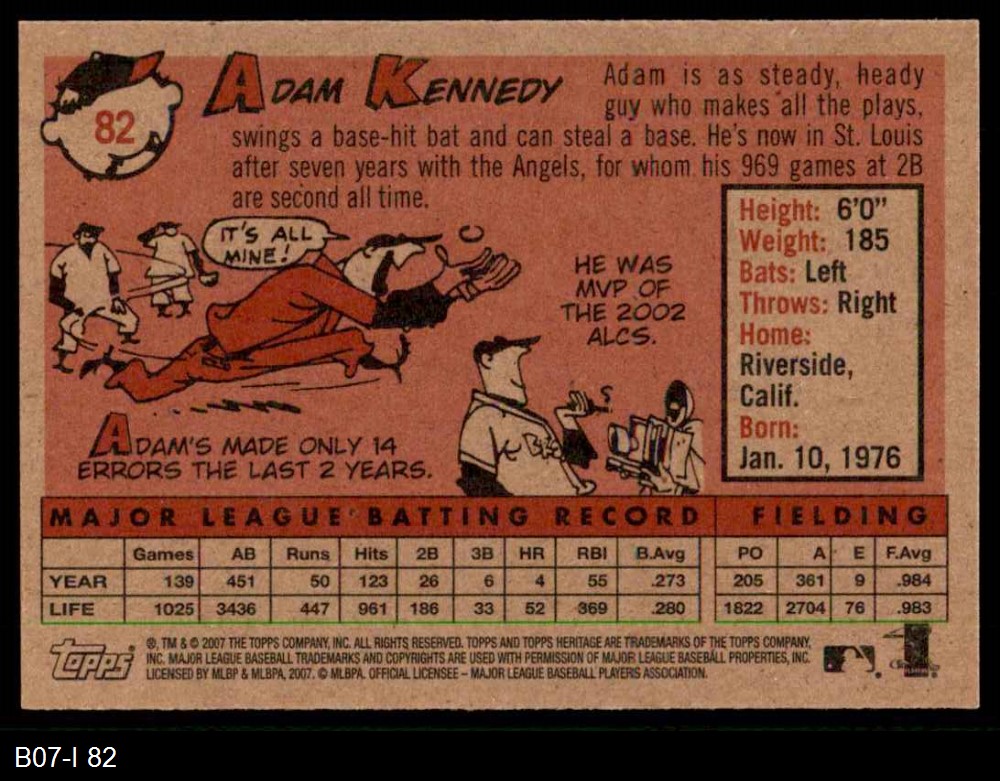 82
ADAM KENNEDY
Adam is as steady, heady
guy who makes all the plays,
swings a base-hit bat and can steal a base. He's now in St. Louis
after seven years with the Angels, for whom his 969 games at 2B
are second all time.
IT'S ALL
MINE!
HE WAS
MVP OF
THE 2002
ALCS.
ADAM'S MADE ONLY 14
ERRORS THE LAST 2 YEARS.
Height: 6'0"
Weight: 185
Bats: Left
Throws: Right
Home:
Riverside,
Calif.
Born:
Jan. 10, 1976
MAJOR LEAGUE BATTING RECORD FIELDING
Games AB Runs Hits 2B 3B HR RBI B.Avg PO A E F.Avg
YEAR 139 451 50 123 26 6 4 55 .273 205 361 9 .984
LIFE 1025 3436 447 961 186 33 52 369 .280 1822 2704 76 .983
Topps
®, TM & © 2007 THE TOPPS COMPANY, INC. ALL RIGHTS RESERVED. TOPPS AND TOPPS HERITAGE ARE TRADEMARKS OF THE TOPPS COMPANY,
INC. MAJOR LEAGUE BASEBALL TRADEMARKS AND COPYRIGHTS ARE USED WITH PERMISSION OF MAJOR LEAGUE BASEBALL PROPERTIES, INC.
LICENSED BY MLBP & MLBPA, 2007. © MLBPA. OFFICIAL LICENSEE – MAJOR LEAGUE BASEBALL PLAYERS ASSOCIATION.
B07-I 82